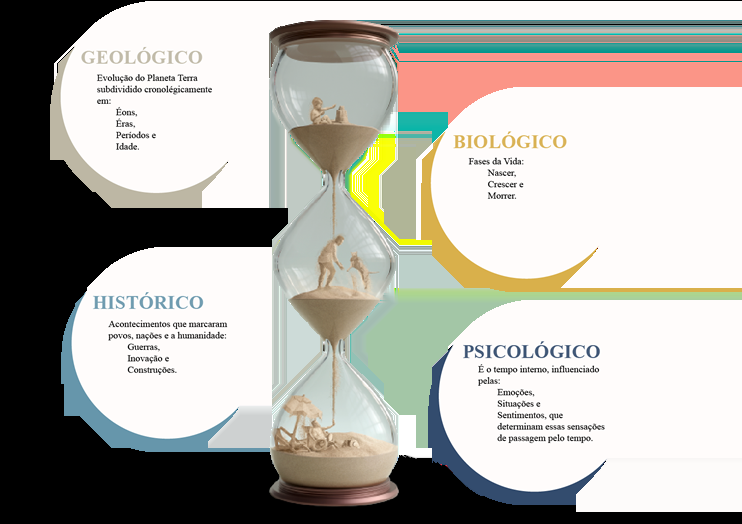 GEOLÓGICO
Evolução do Planeta Terra
subdividido cronolégicamente
em:
Éons,
Éras,
Períodos e
Idade.
BIOLÓGICO
Fases da Vida:
Nascer,
Crescer e
Morrer.
HISTÓRICO
Acontecimentos que marcaram
povos, nações e a humanidade:
Guerras,
Inovação e
Construções.
PSICOLÓGICO
É o tempo interno, influenciado
pelas:
Emoções,
Situações e
Sentimentos, que
determinam essas sensações
de passagem pelo tempo.